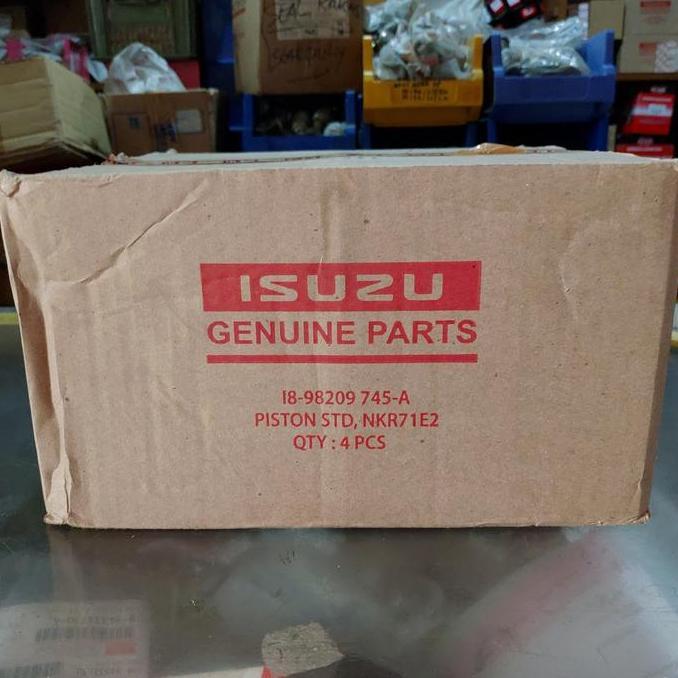 ISUZU
GENUINE PARTS
I8-98209 745-A
PISTON STD, NKR71E2
QTY : 4 PCS